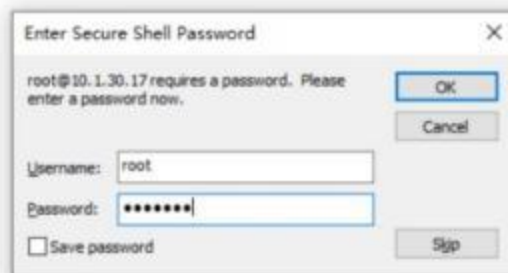 Enter Secure Shell Password
root@10.1.30.17 requires a password. Please
enter a password now.
OK
Cancel
Username: root
Password: •••••••
Save password
Skip